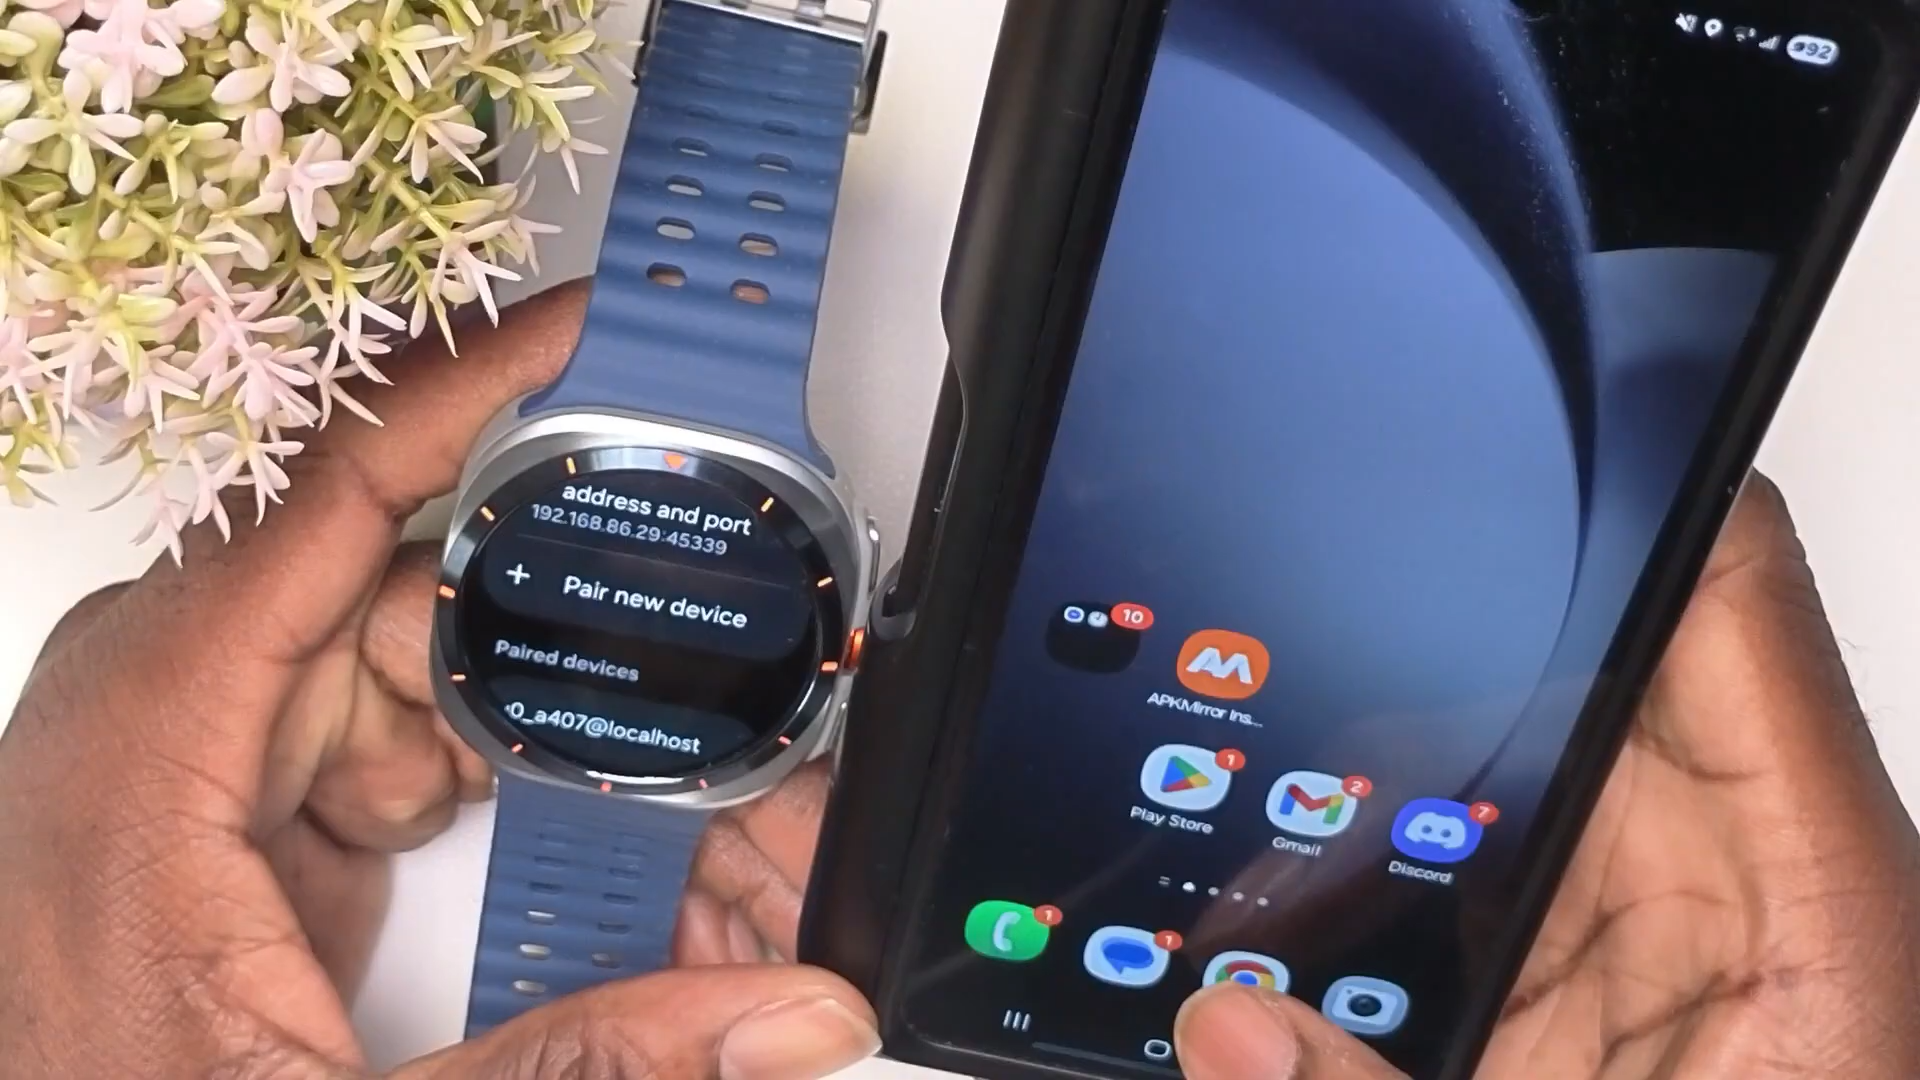 address and port
192.168.86.29:45339
+ Pair new device
Paired devices
0_a407@localhost
92
10
APKMirror Ins...
1
Play Store
2
Gmail
7
Discord
1
1